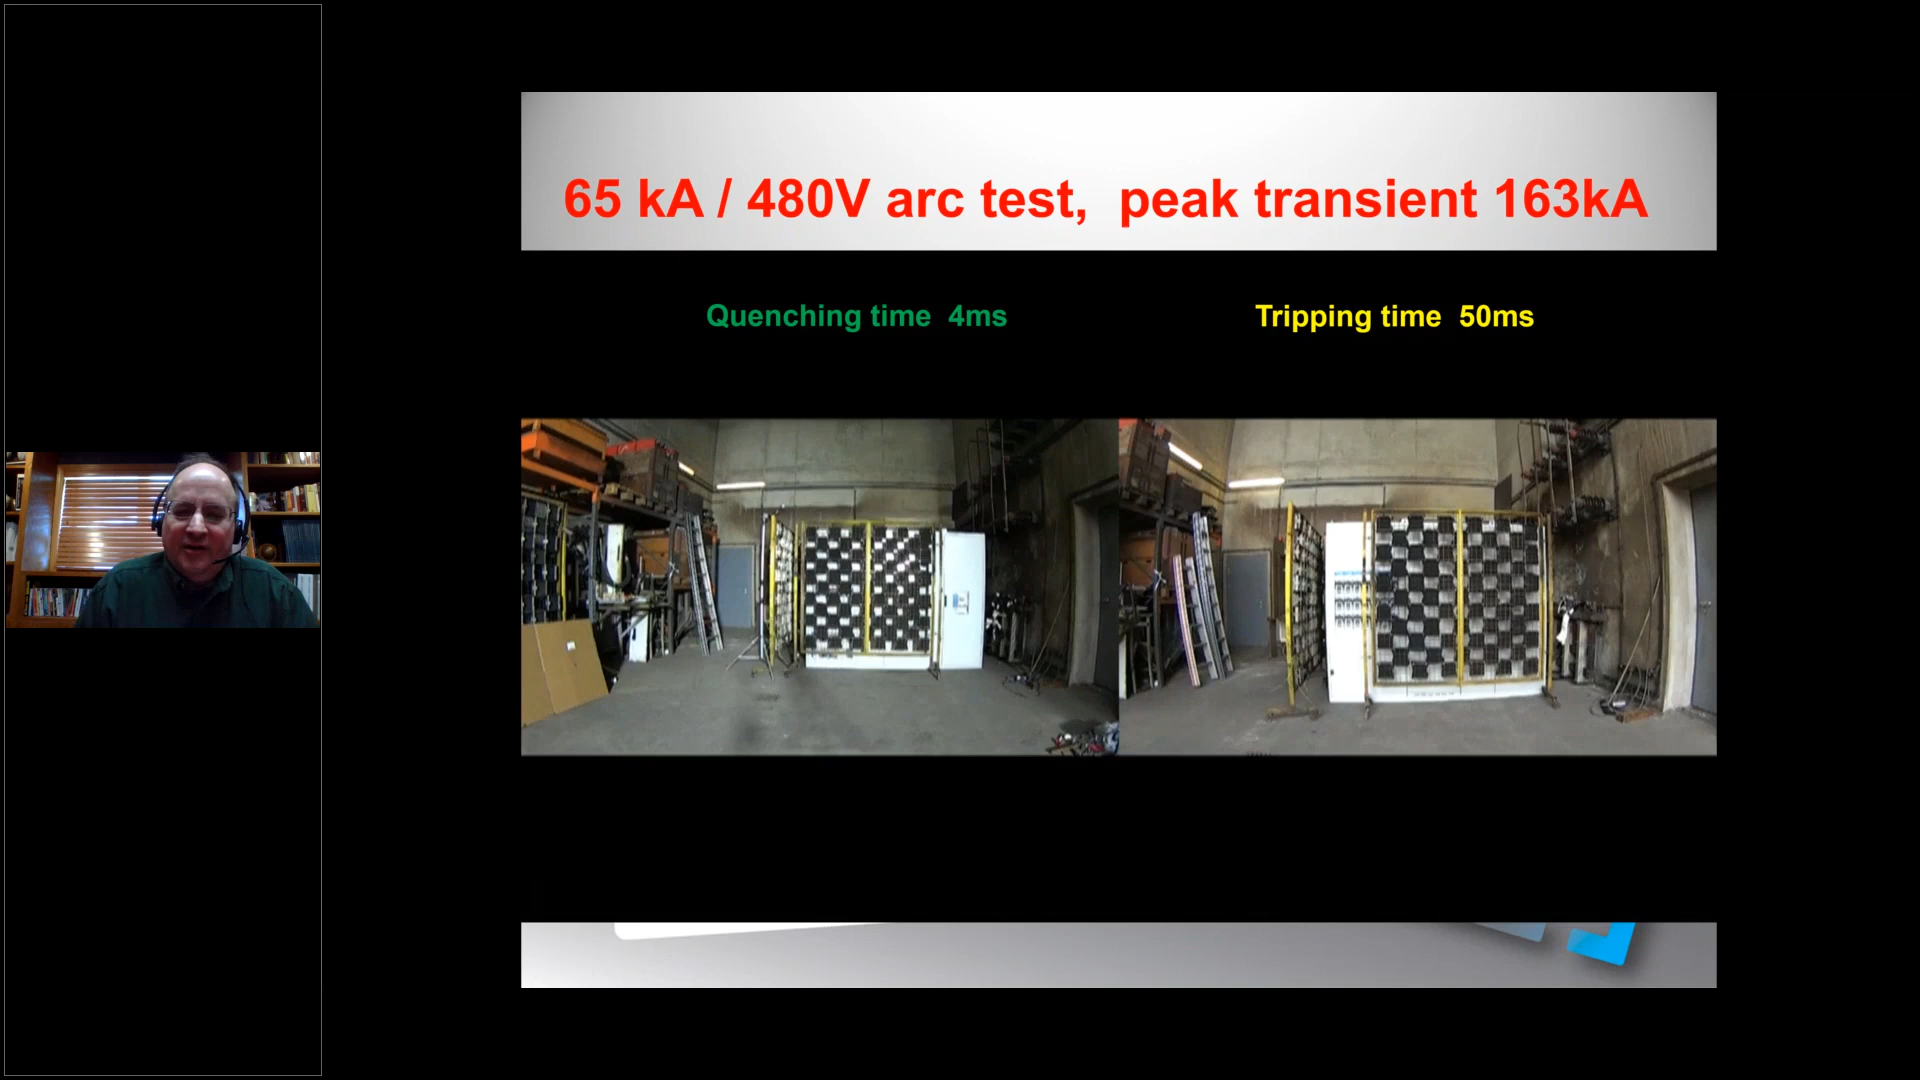 65 kA / 480V arc test, peak transient 163kA
Quenching time 4ms
Tripping time 50ms